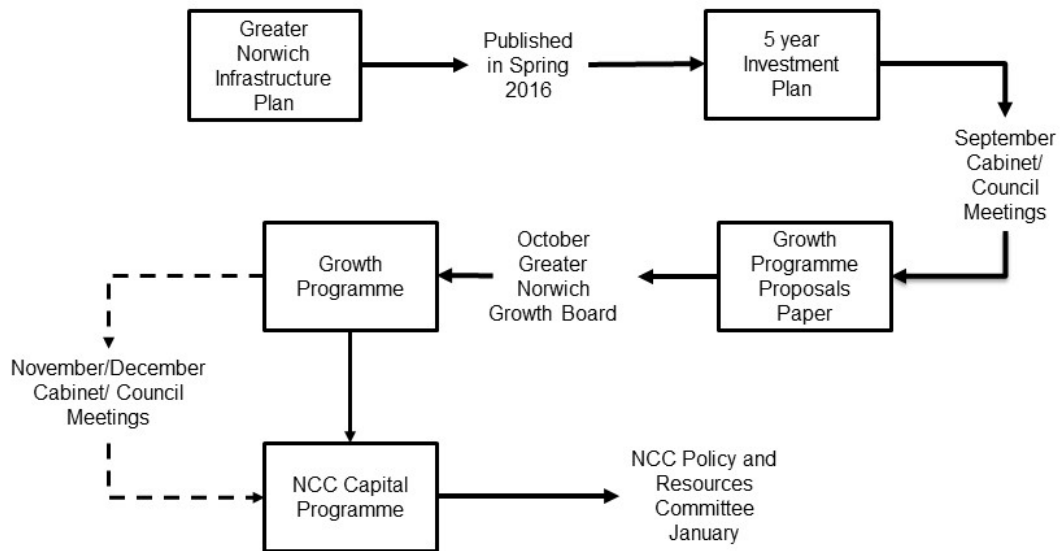 Greater
Norwich
Infrastructure
Plan
Published
in Spring
2016
5 year
Investment
Plan
September
Cabinet/
Council
Meetings
Growth
Programme
Proposals
Paper
October
Greater
Norwich
Growth Board
Growth
Programme
November/December
Cabinet/ Council
Meetings
NCC Capital
Programme
NCC Policy and
Resources
Committee
January